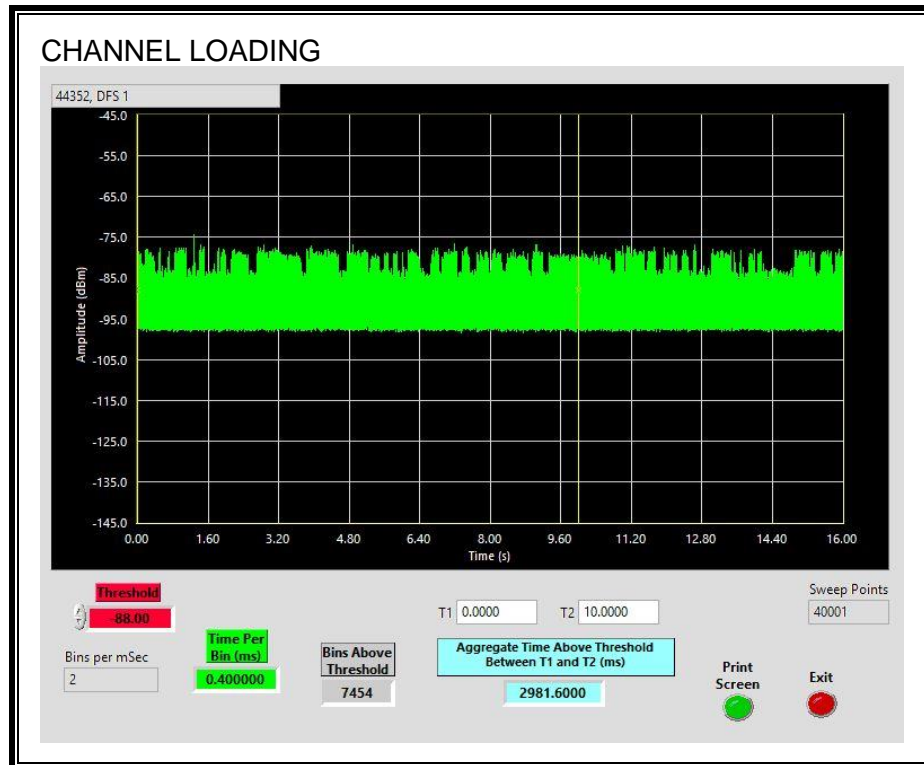 CHANNEL LOADING
44352, DFS 1
-45.0
-55.0
-65.0
-75.0
-85.0
-95.0
-105.0
-115.0
-125.0
-135.0
-145.0
Amplitude (dBm)
0.00 1.60 3.20 4.80 6.40 8.00 9.60 11.20 12.80 14.40 16.00
Time (s)
Threshold
-88.00
Bins per mSec
2
Time Per
Bin (ms)
0.400000
Bins Above
Threshold
7454
T1 0.0000 T2 10.0000
Aggregate Time Above Threshold
Between T1 and T2 (ms)
2981.6000
Sweep Points
40001
Print
Screen
Exit